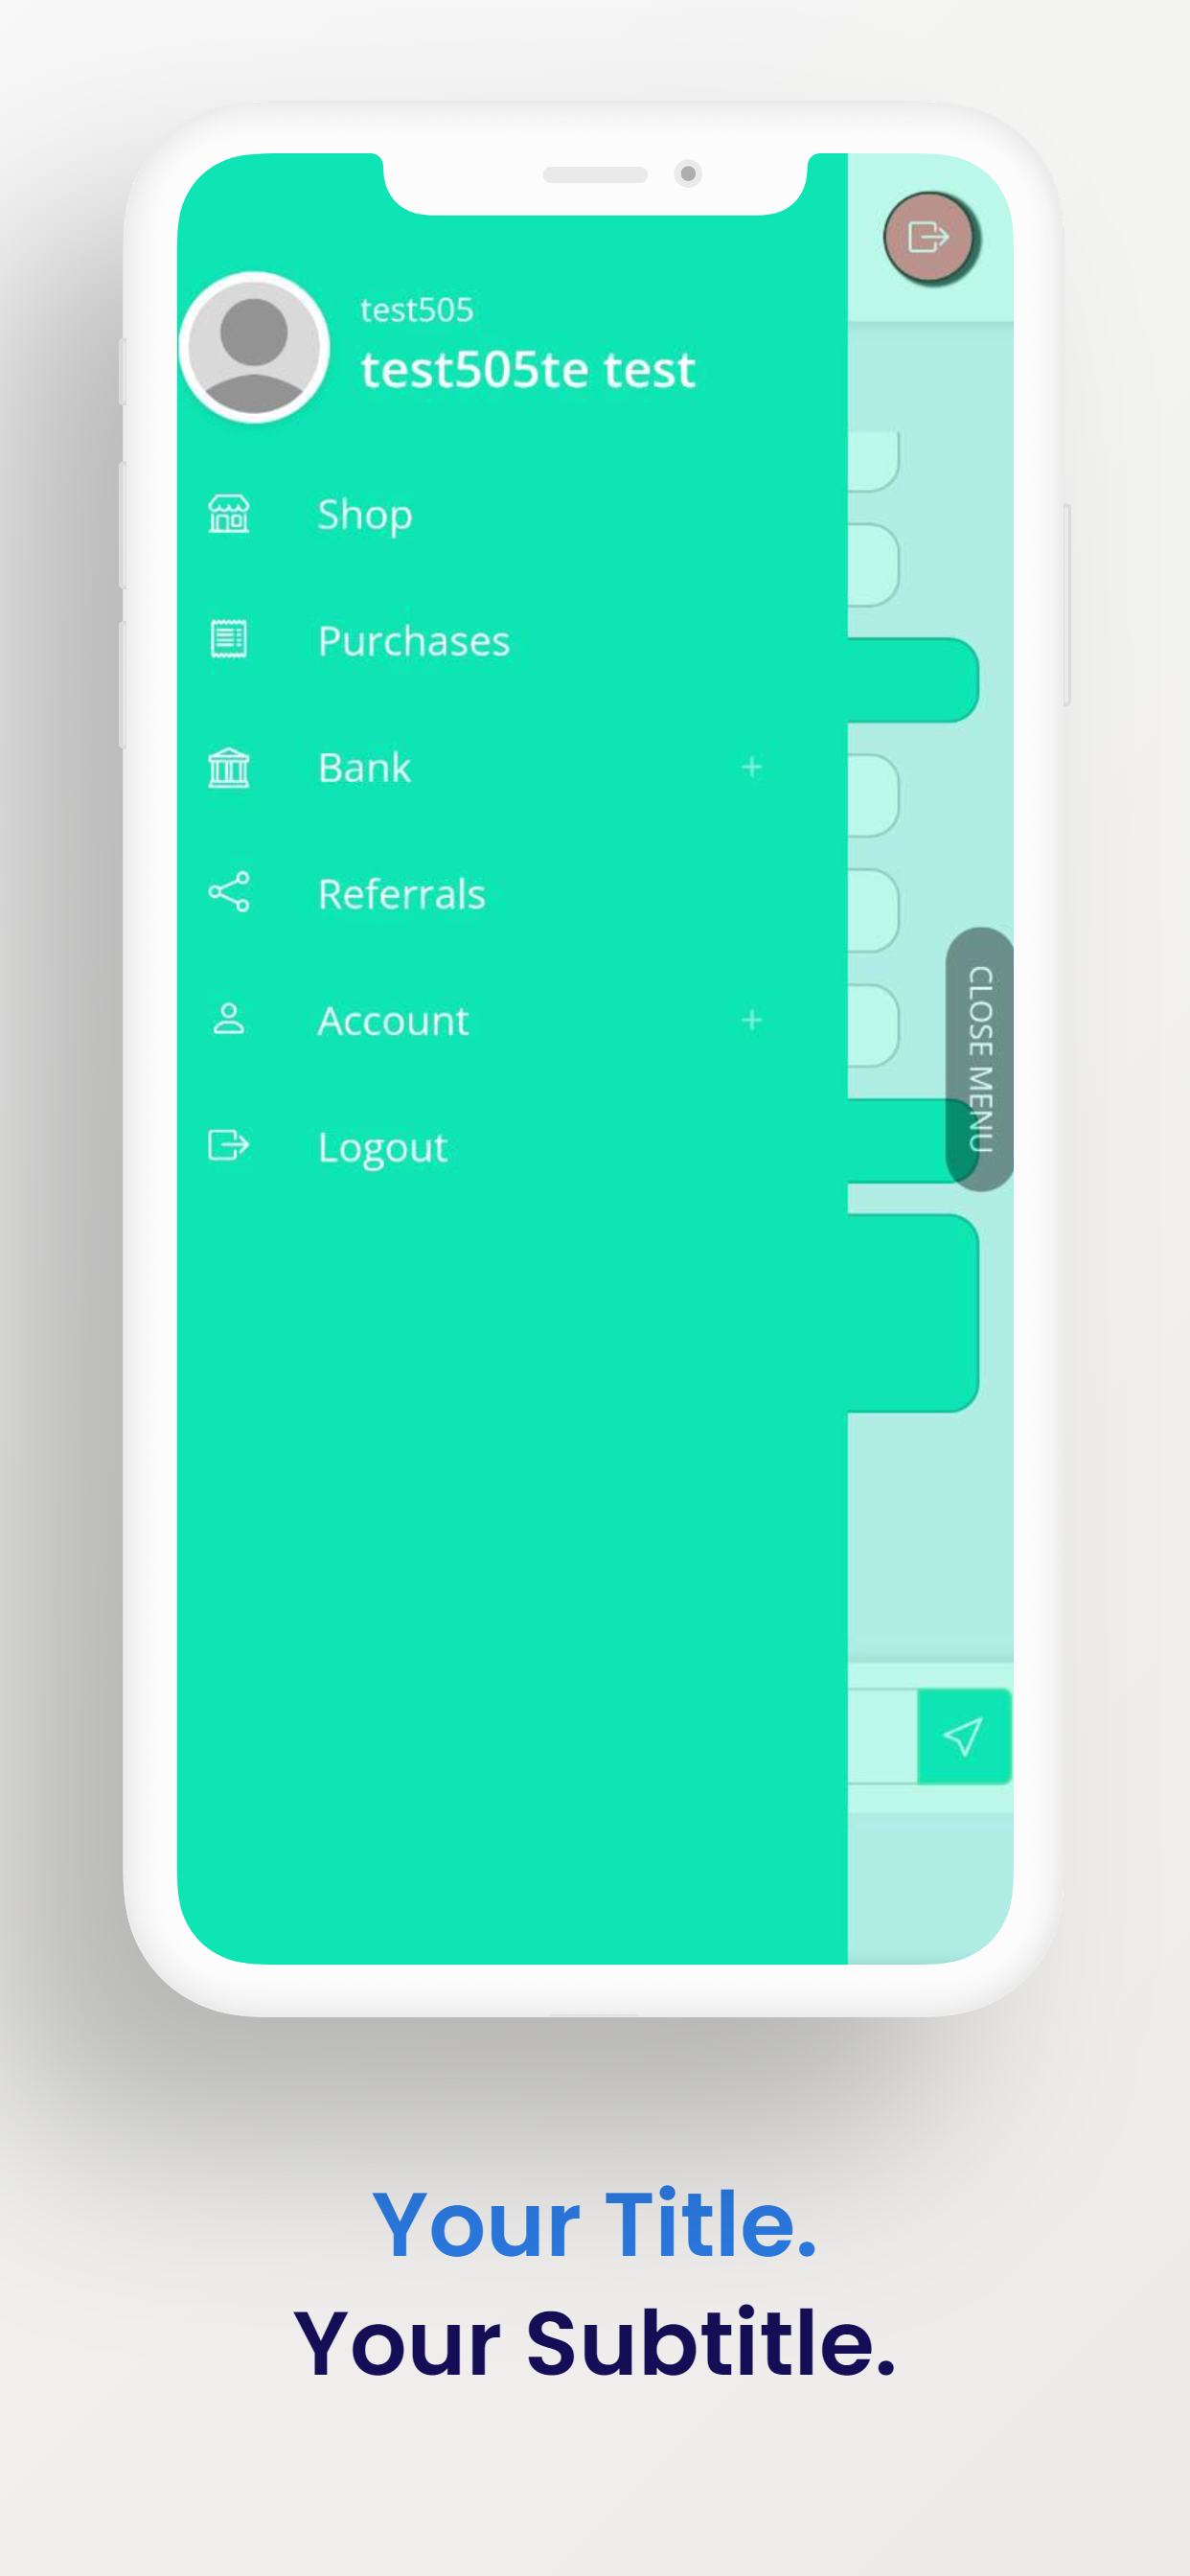 test505
test505te test
Shop
Purchases
Bank +
Referrals
Account +
Logout
CLOSE MENU
Your Title.
Your Subtitle.